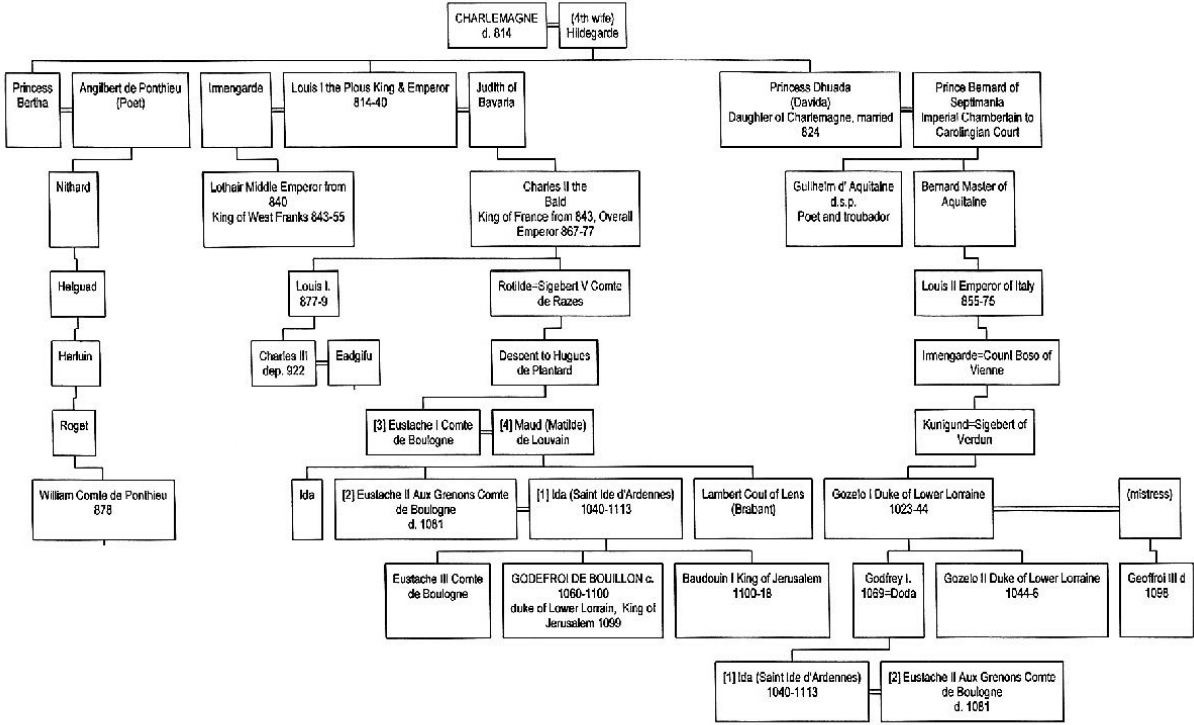 CHARLEMAGNE
d. 814
(4th wife)
Hildegarde
Princess
Bertha
Angilbert de Ponthieu
(Poet)
Irmengarde
Louis I the Pious King & Emperor
814-40
Judith of
Bavaria
Princess Dhuada
(Davida)
Daughter of Charlemagne, married
824
Prince Bernard of
Septimania
Imperial Chamberlain to
Carolingian Court
Nithard
Lothair Middle Emperor from
840
King of West Franks 843-55
Charles II the
Bald
King of France from 843, Overall
Emperor 867-77
Guilhelm d' Aquitaine
d.s.p.
Poet and troubador
Bernard Master of
Aquitaine
Helguad
Louis I.
877-9
Rotilde=Sigebert V Comte
de Razes
Louis II Emperor of Italy
855-75
Herluin
Charles III
dep. 922
Eadgifu
Descent to Hugues
de Plantard
Irmengarde=Count Boso of
Vienne
Roget
[3] Eustache I Comte
de Boulogne
[4] Maud (Matilde)
de Louvain
Kunigund=Sigebert of
Verdun
William Comte de Ponthieu
878
Ida
[2] Eustache II Aux Grenons Comte
de Boulogne
d. 1081
[1] Ida (Saint Ide d'Ardennes)
1040-1113
Lambert Cout of Lens
(Brabant)
Gozelo I Duke of Lower Lorraine
1023-44
(mistress)
Eustache III Comte
de Boulogne
GODEFROI DE BOUILLON c.
1060-1100
duke of Lower Lorrain, King of
Jerusalem 1099
Baudouin I King of Jerusalem
1100-18
Godfrey I.
1069=Doda
Gozelo II Duke of Lower Lorraine
1044-6
Geoffroi III d
1098
[1] Ida (Saint Ide d'Ardennes)
1040-1113
[2] Eustache II Aux Grenons Comte
de Boulogne
d. 1081